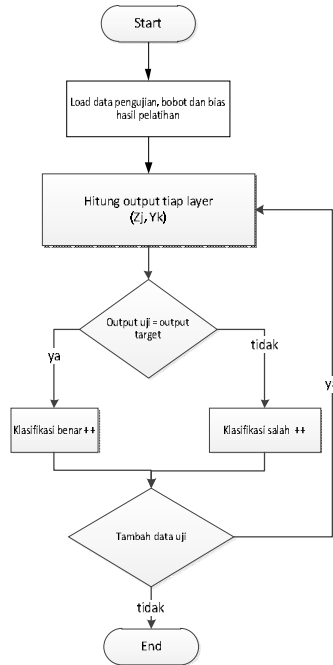 Start
Load data pengujian, bobot dan bias
hasil pelatihan
Hitung output tiap layer
(Zj, Yk)
Output uji = output
target
ya
tidak
Klasifikasi benar++
Klasifikasi salah ++
Tambah data uji
tidak
End